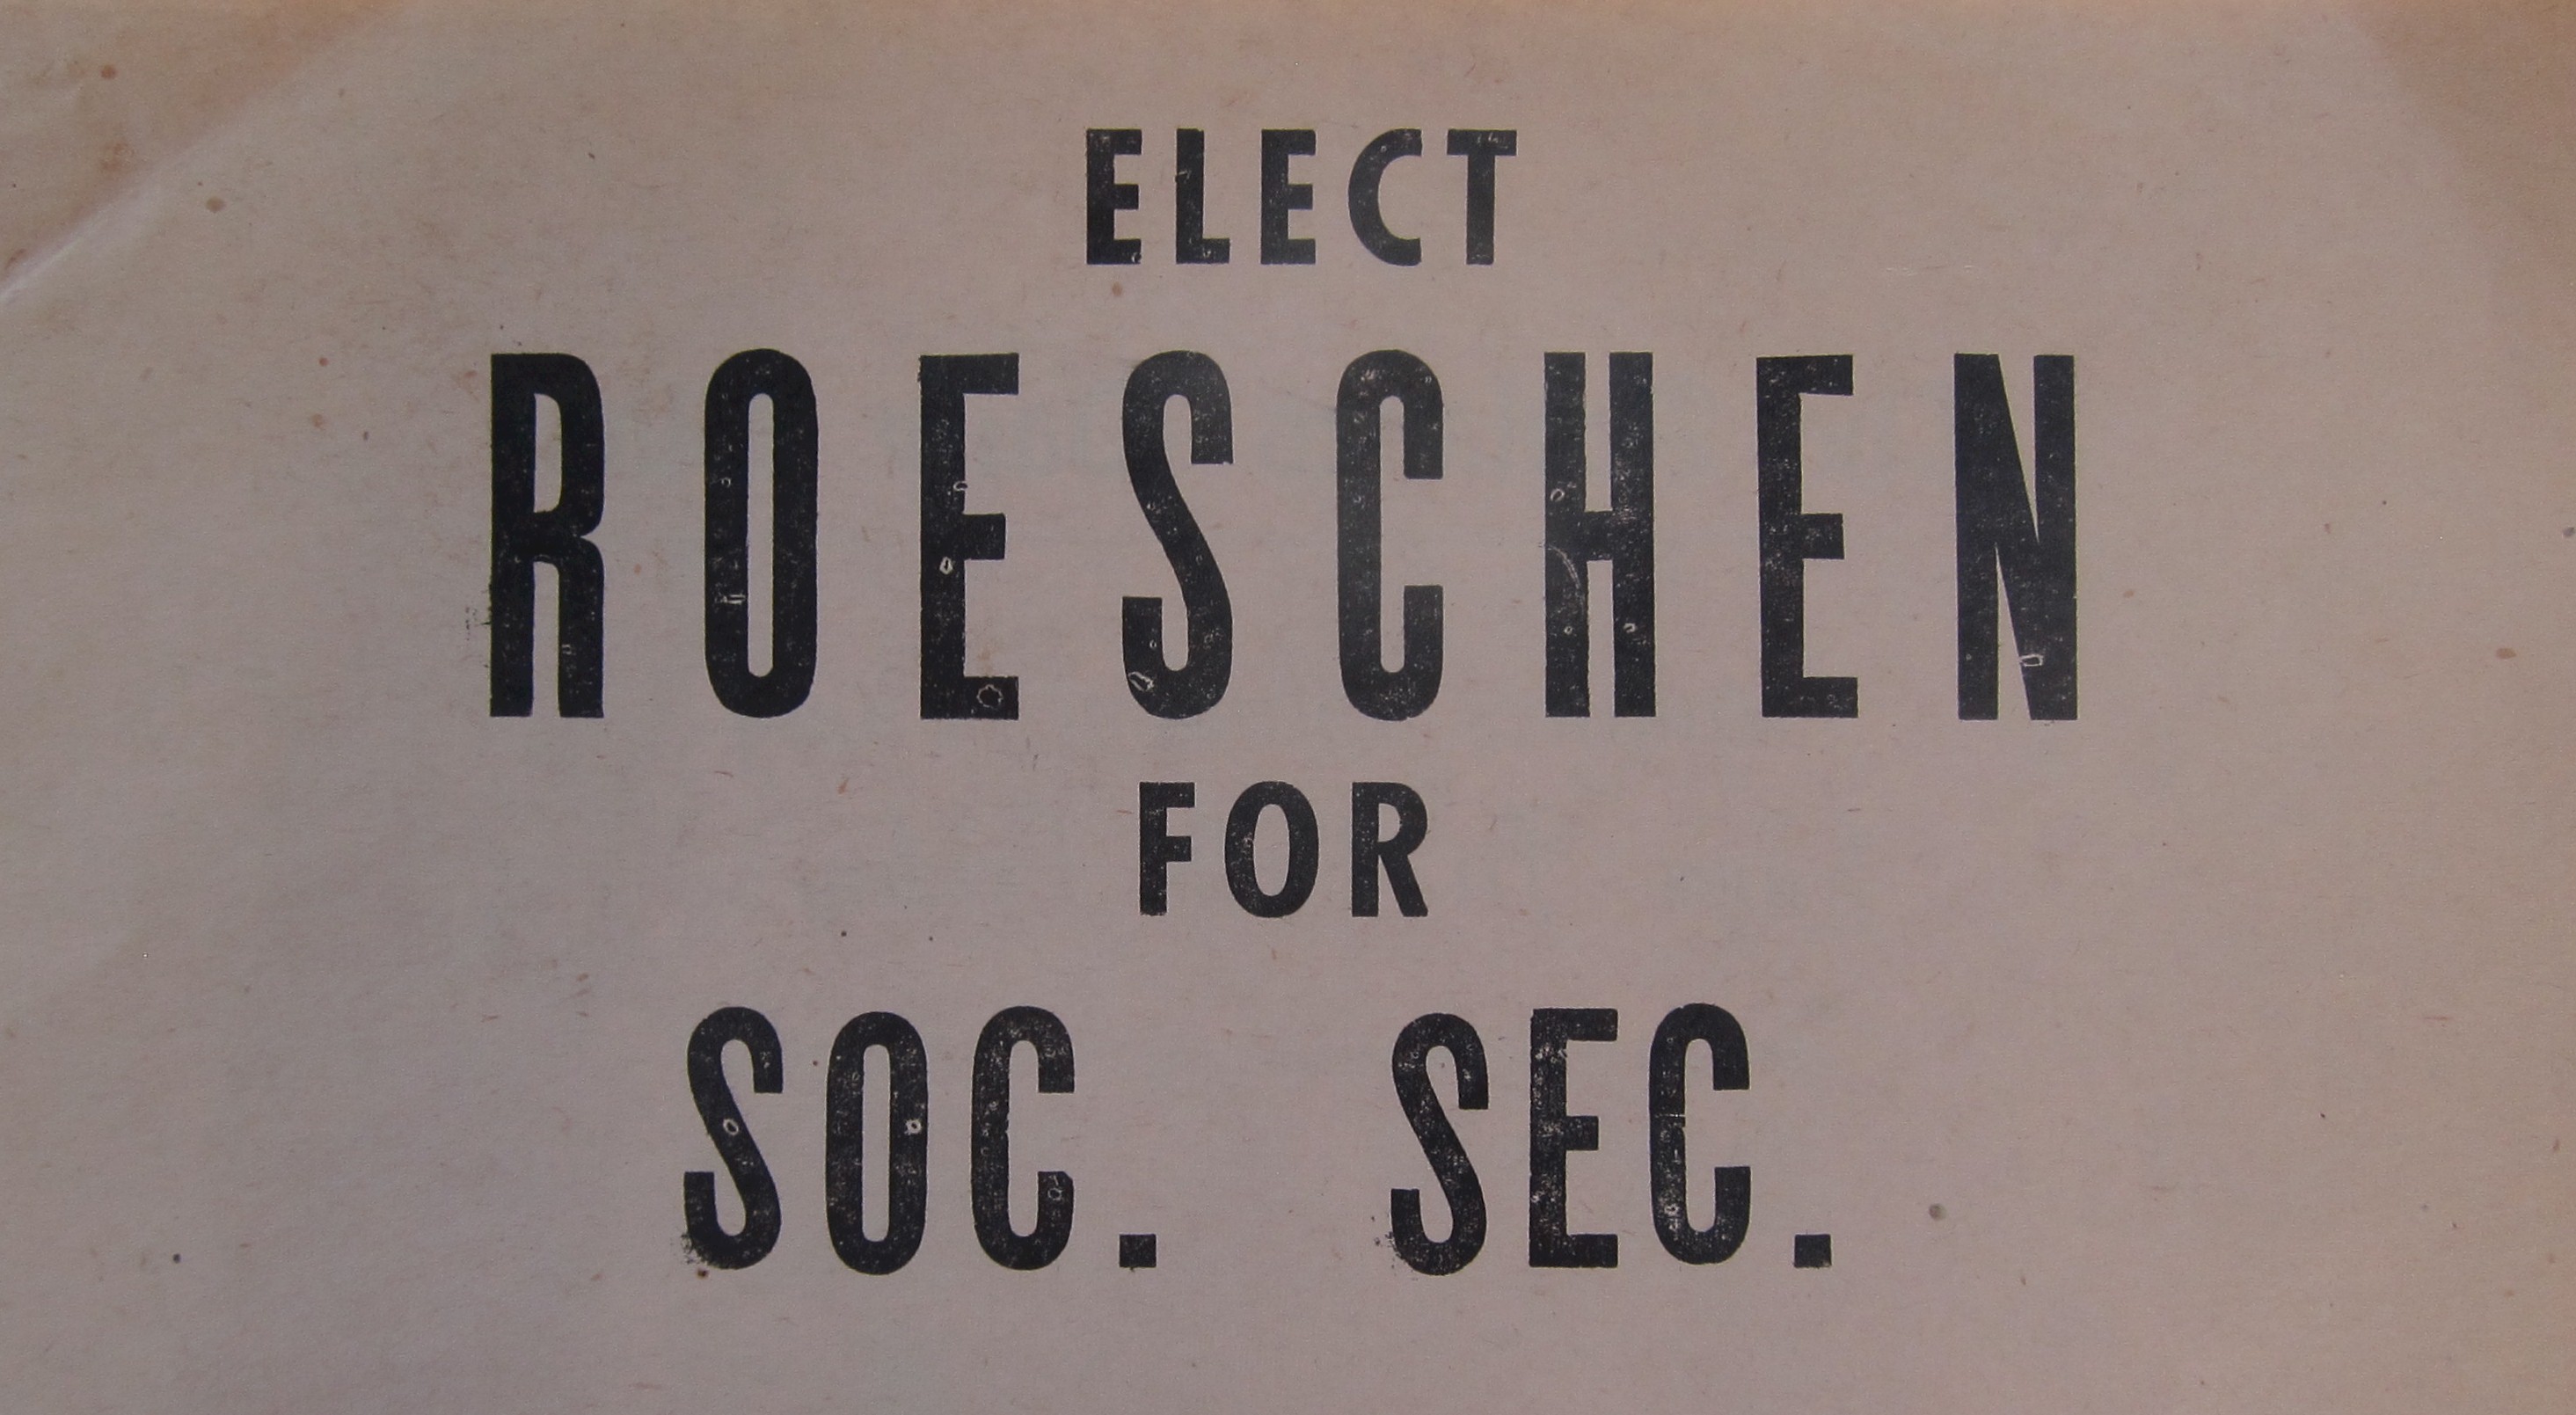 ELECT
ROESCHEN
FOR
SOC. SEC.